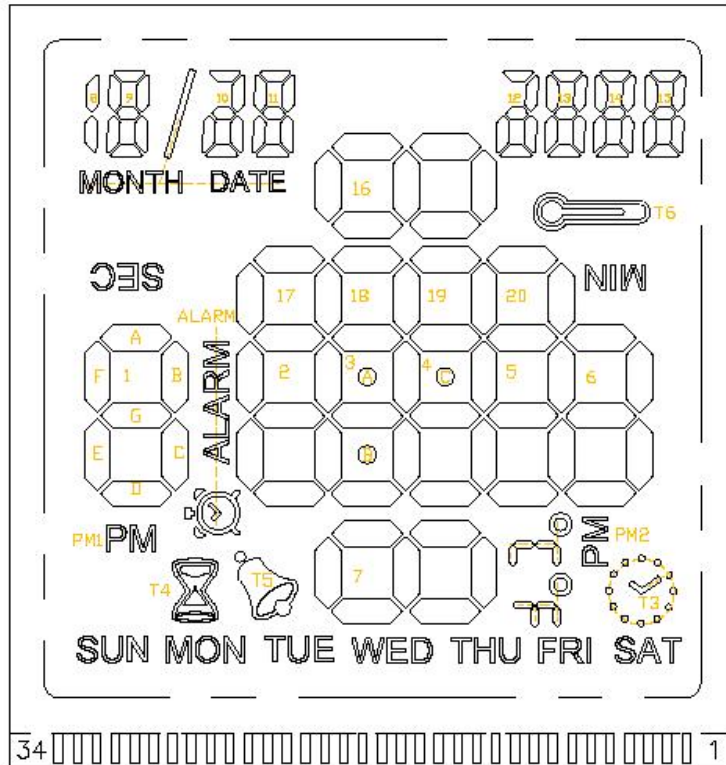 8 9 10 11 12 13 14 15
MONTH DATE
16
T6
SEC MIN
17 18 19 20
ALARM
A
F 1 B
ALARM
2 3 A 4 C 5 6
G
E C
B
D
PM1 PM
PM PM2
°C
°F
T4 T5 7 T3
SUN MON TUE WED THU FRI SAT
34 1